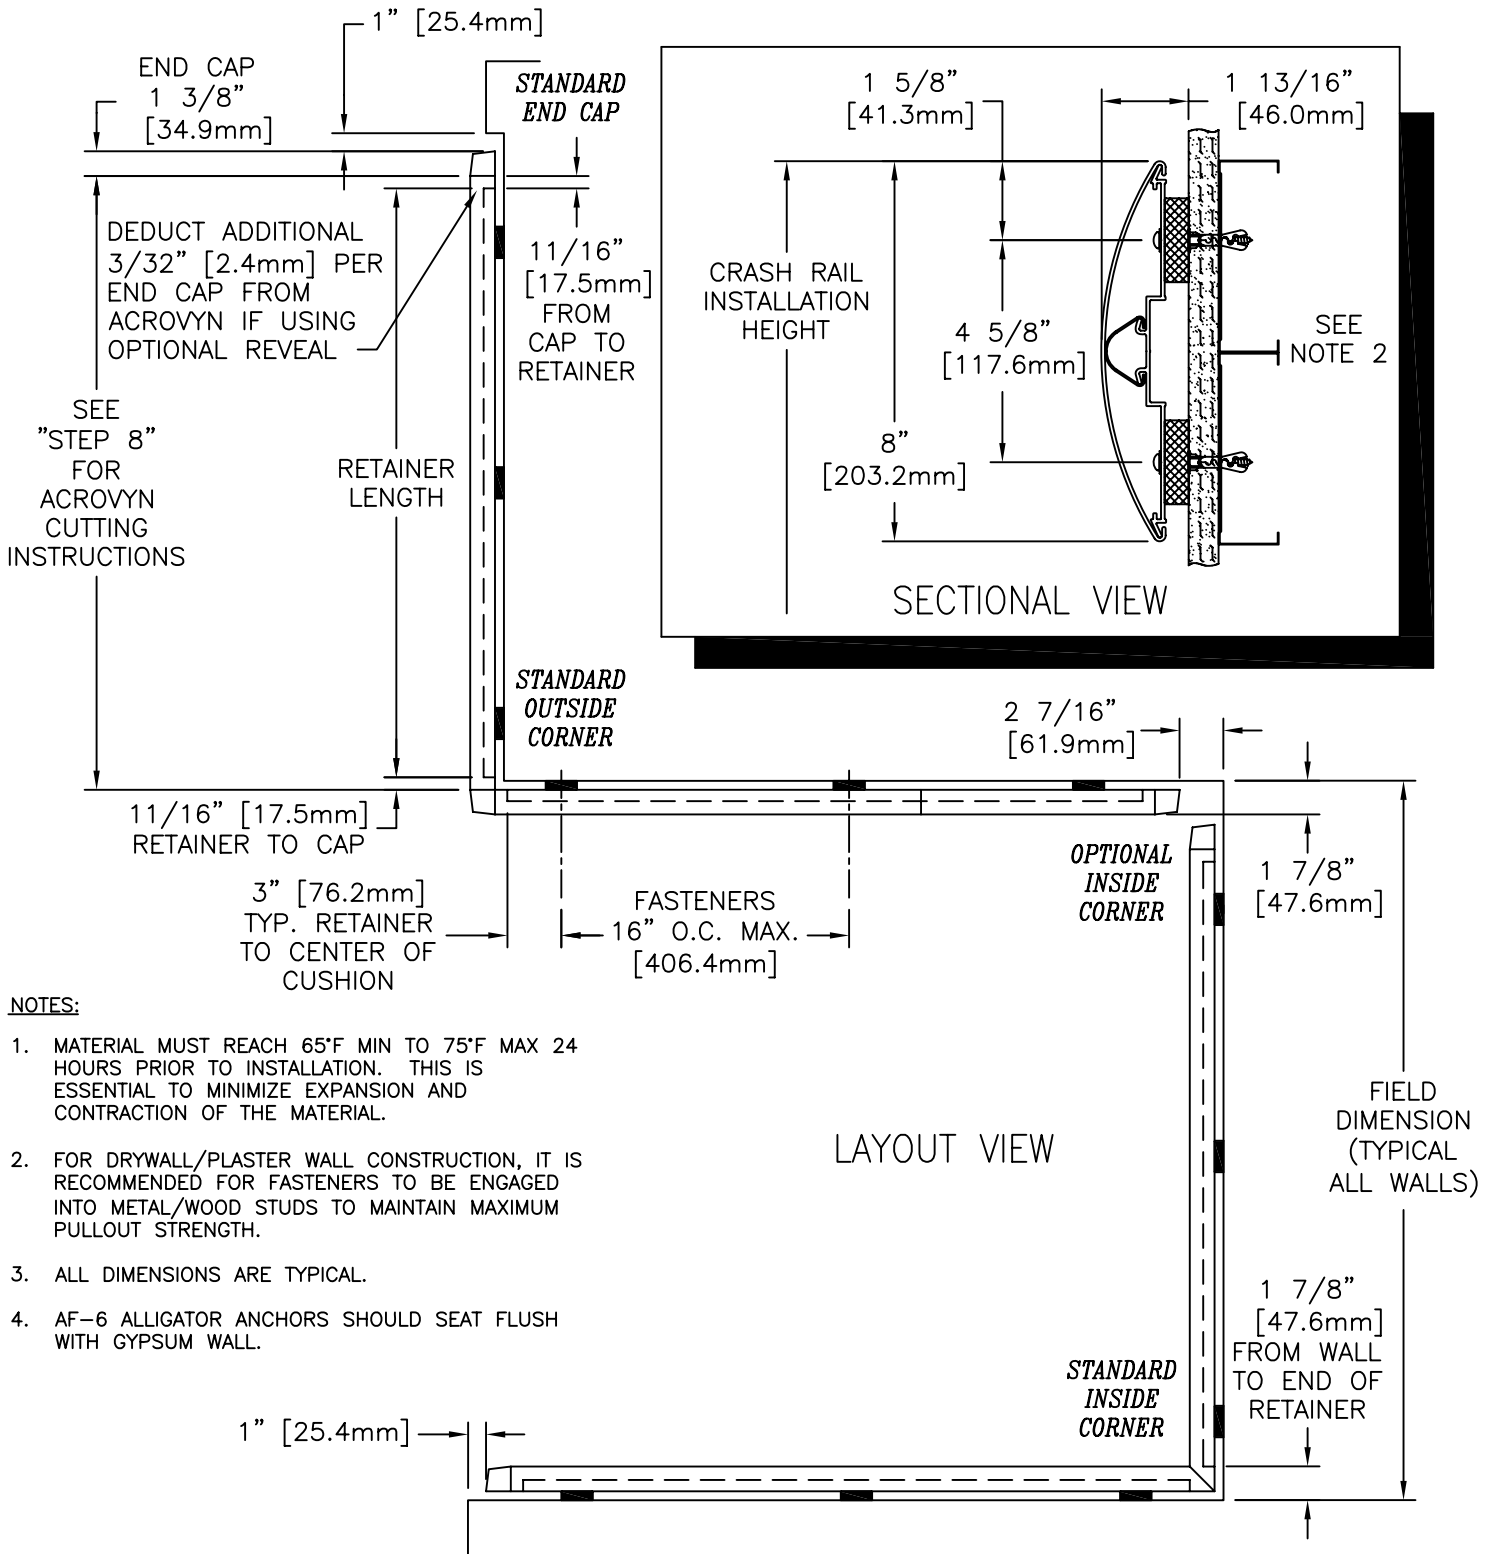 1” [25.4mm]
END CAP
1 3/8”
[34.9mm]
STANDARD
END CAP
DEDUCT ADDITIONAL
3/32” [2.4mm] PER
END CAP FROM
ACROVYN IF USING
OPTIONAL REVEAL
11/16”
[17.5mm]
FROM
CAP TO
RETAINER
SEE
”STEP 8”
FOR
ACROVYN
CUTTING
INSTRUCTIONS
RETAINER
LENGTH
1 5/8”
[41.3mm]
1 13/16”
[46.0mm]
CRASH RAIL
INSTALLATION
HEIGHT
4 5/8”
[117.6mm]
SEE
NOTE 2
8”
[203.2mm]
SECTIONAL VIEW
STANDARD
OUTSIDE
CORNER
2 7/16”
[61.9mm]
11/16” [17.5mm]
RETAINER TO CAP
3” [76.2mm]
TYP. RETAINER
TO CENTER OF
CUSHION
FASTENERS
16” O.C. MAX.
[406.4mm]
OPTIONAL
INSIDE
CORNER
1 7/8”
[47.6mm]
NOTES:
1. MATERIAL MUST REACH 65°F MIN TO 75°F MAX 24
HOURS PRIOR TO INSTALLATION. THIS IS
ESSENTIAL TO MINIMIZE EXPANSION AND
CONTRACTION OF THE MATERIAL.
2. FOR DRYWALL/PLASTER WALL CONSTRUCTION, IT IS
RECOMMENDED FOR FASTENERS TO BE ENGAGED
INTO METAL/WOOD STUDS TO MAINTAIN MAXIMUM
PULLOUT STRENGTH.
3. ALL DIMENSIONS ARE TYPICAL.
4. AF-6 ALLIGATOR ANCHORS SHOULD SEAT FLUSH
WITH GYPSUM WALL.
LAYOUT VIEW
FIELD
DIMENSION
(TYPICAL
ALL WALLS)
1 7/8”
[47.6mm]
FROM WALL
TO END OF
RETAINER
STANDARD
INSIDE
CORNER
1” [25.4mm]